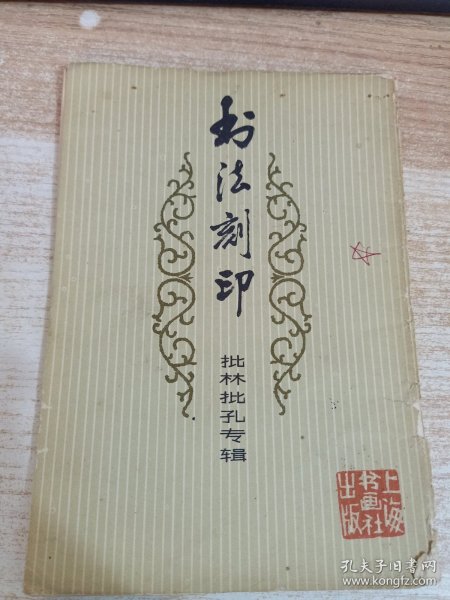 书法刻印
批林批孔专辑
上海
书画社
出版
孔夫子旧书网
www.kongfz.com